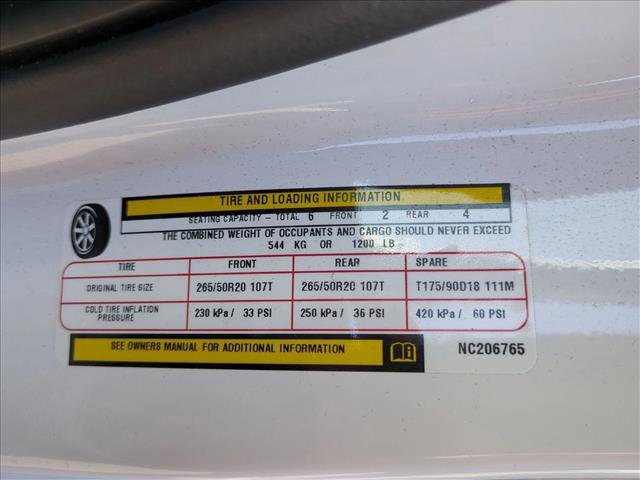 TIRE AND LOADING INFORMATION
SEATING CAPACITY - TOTAL 6 FRONT 2 REAR 4
THE COMBINED WEIGHT OF OCCUPANTS AND CARGO SHOULD NEVER EXCEED
544 KG OR 1200 LB
TIRE FRONT REAR SPARE
ORIGINAL TIRE SIZE 265/50R20 107T 265/50R20 107T T175/90D18 111M
COLD TIRE INFLATION PRESSURE 230 kPa / 33 PSI 250 kPa / 36 PSI 420 kPa / 60 PSI
SEE OWNERS MANUAL FOR ADDITIONAL INFORMATION
NC206765